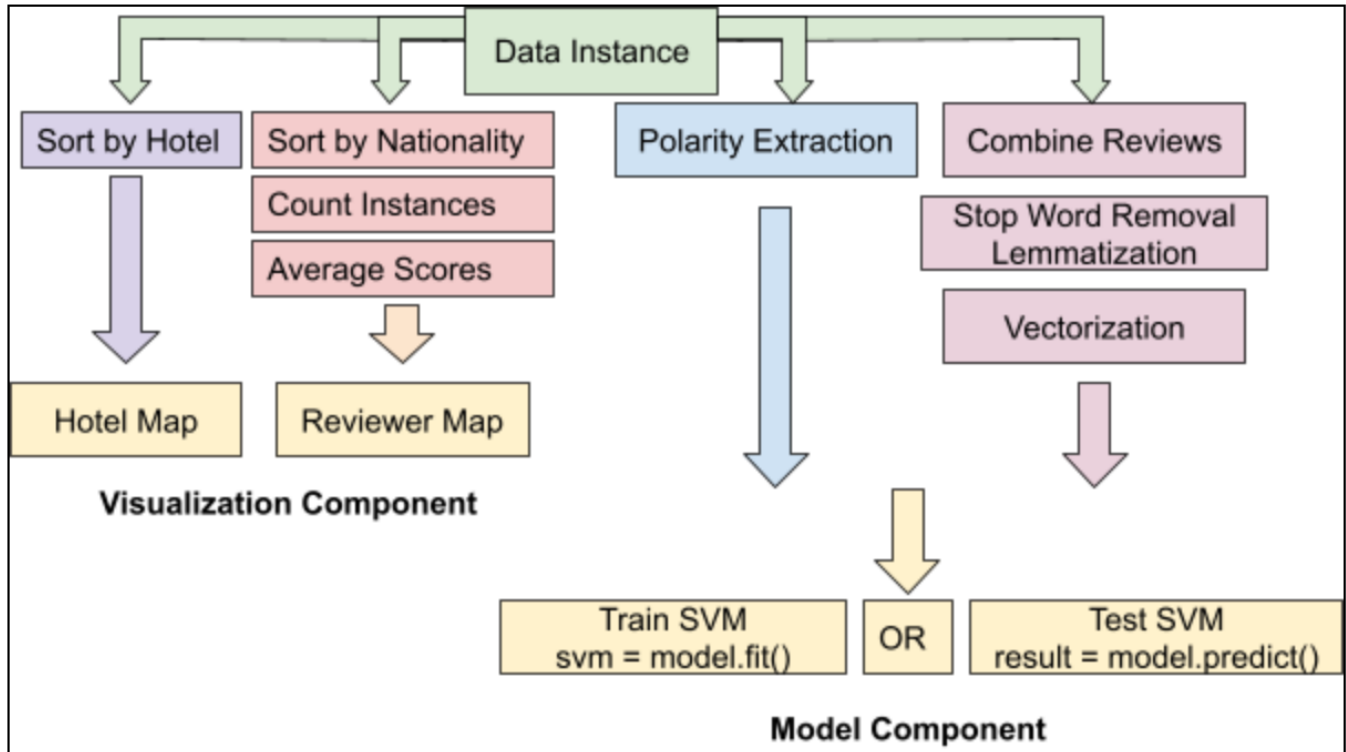 Data Instance
Sort by Hotel
Sort by Nationality
Count Instances
Average Scores
Polarity Extraction
Combine Reviews
Stop Word Removal
Lemmatization
Vectorization
Hotel Map
Reviewer Map
Visualization Component
Train SVM
svm = model.fit()
OR
Test SVM
result = model.predict()
Model Component